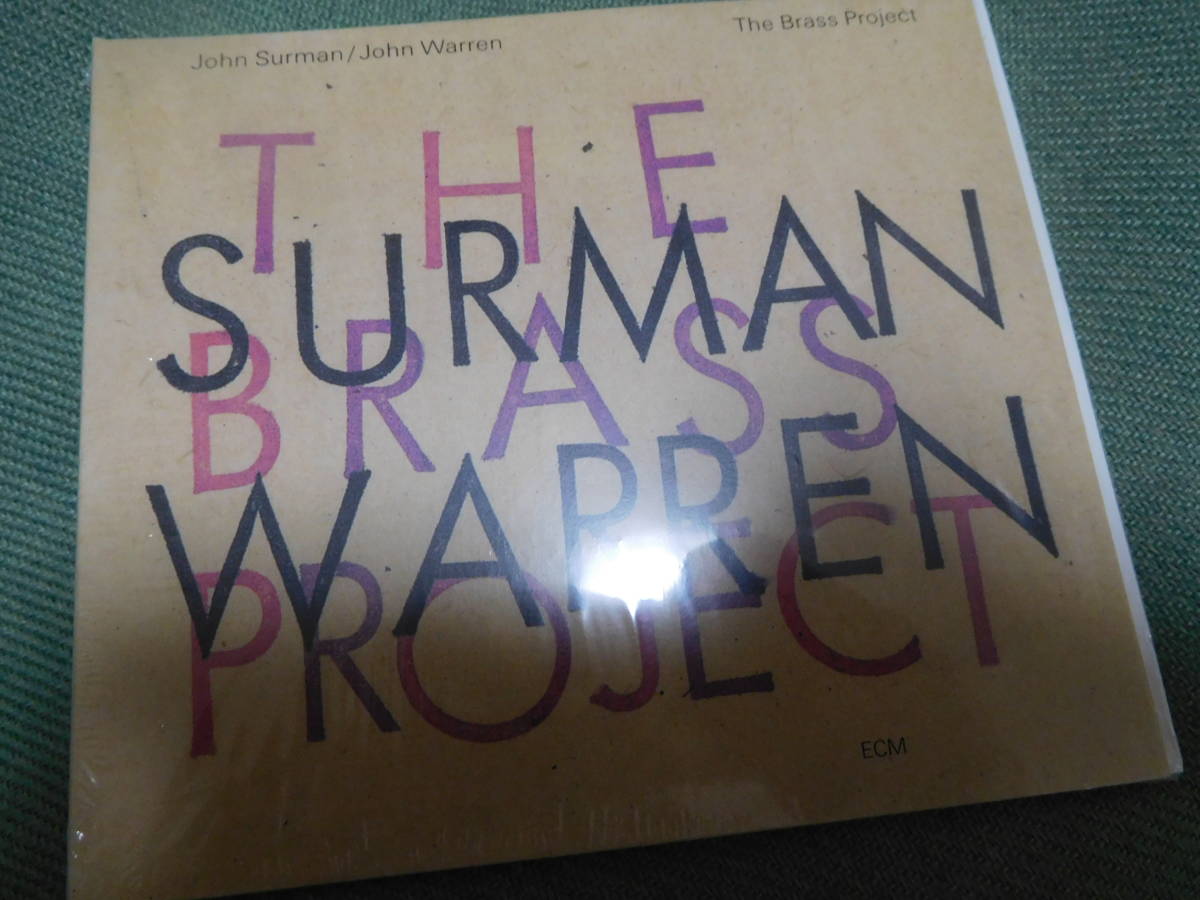 John Surman/John Warren
The Brass Project
THE
SURMAN
BRASS
WARREN
PROJECT
ECM